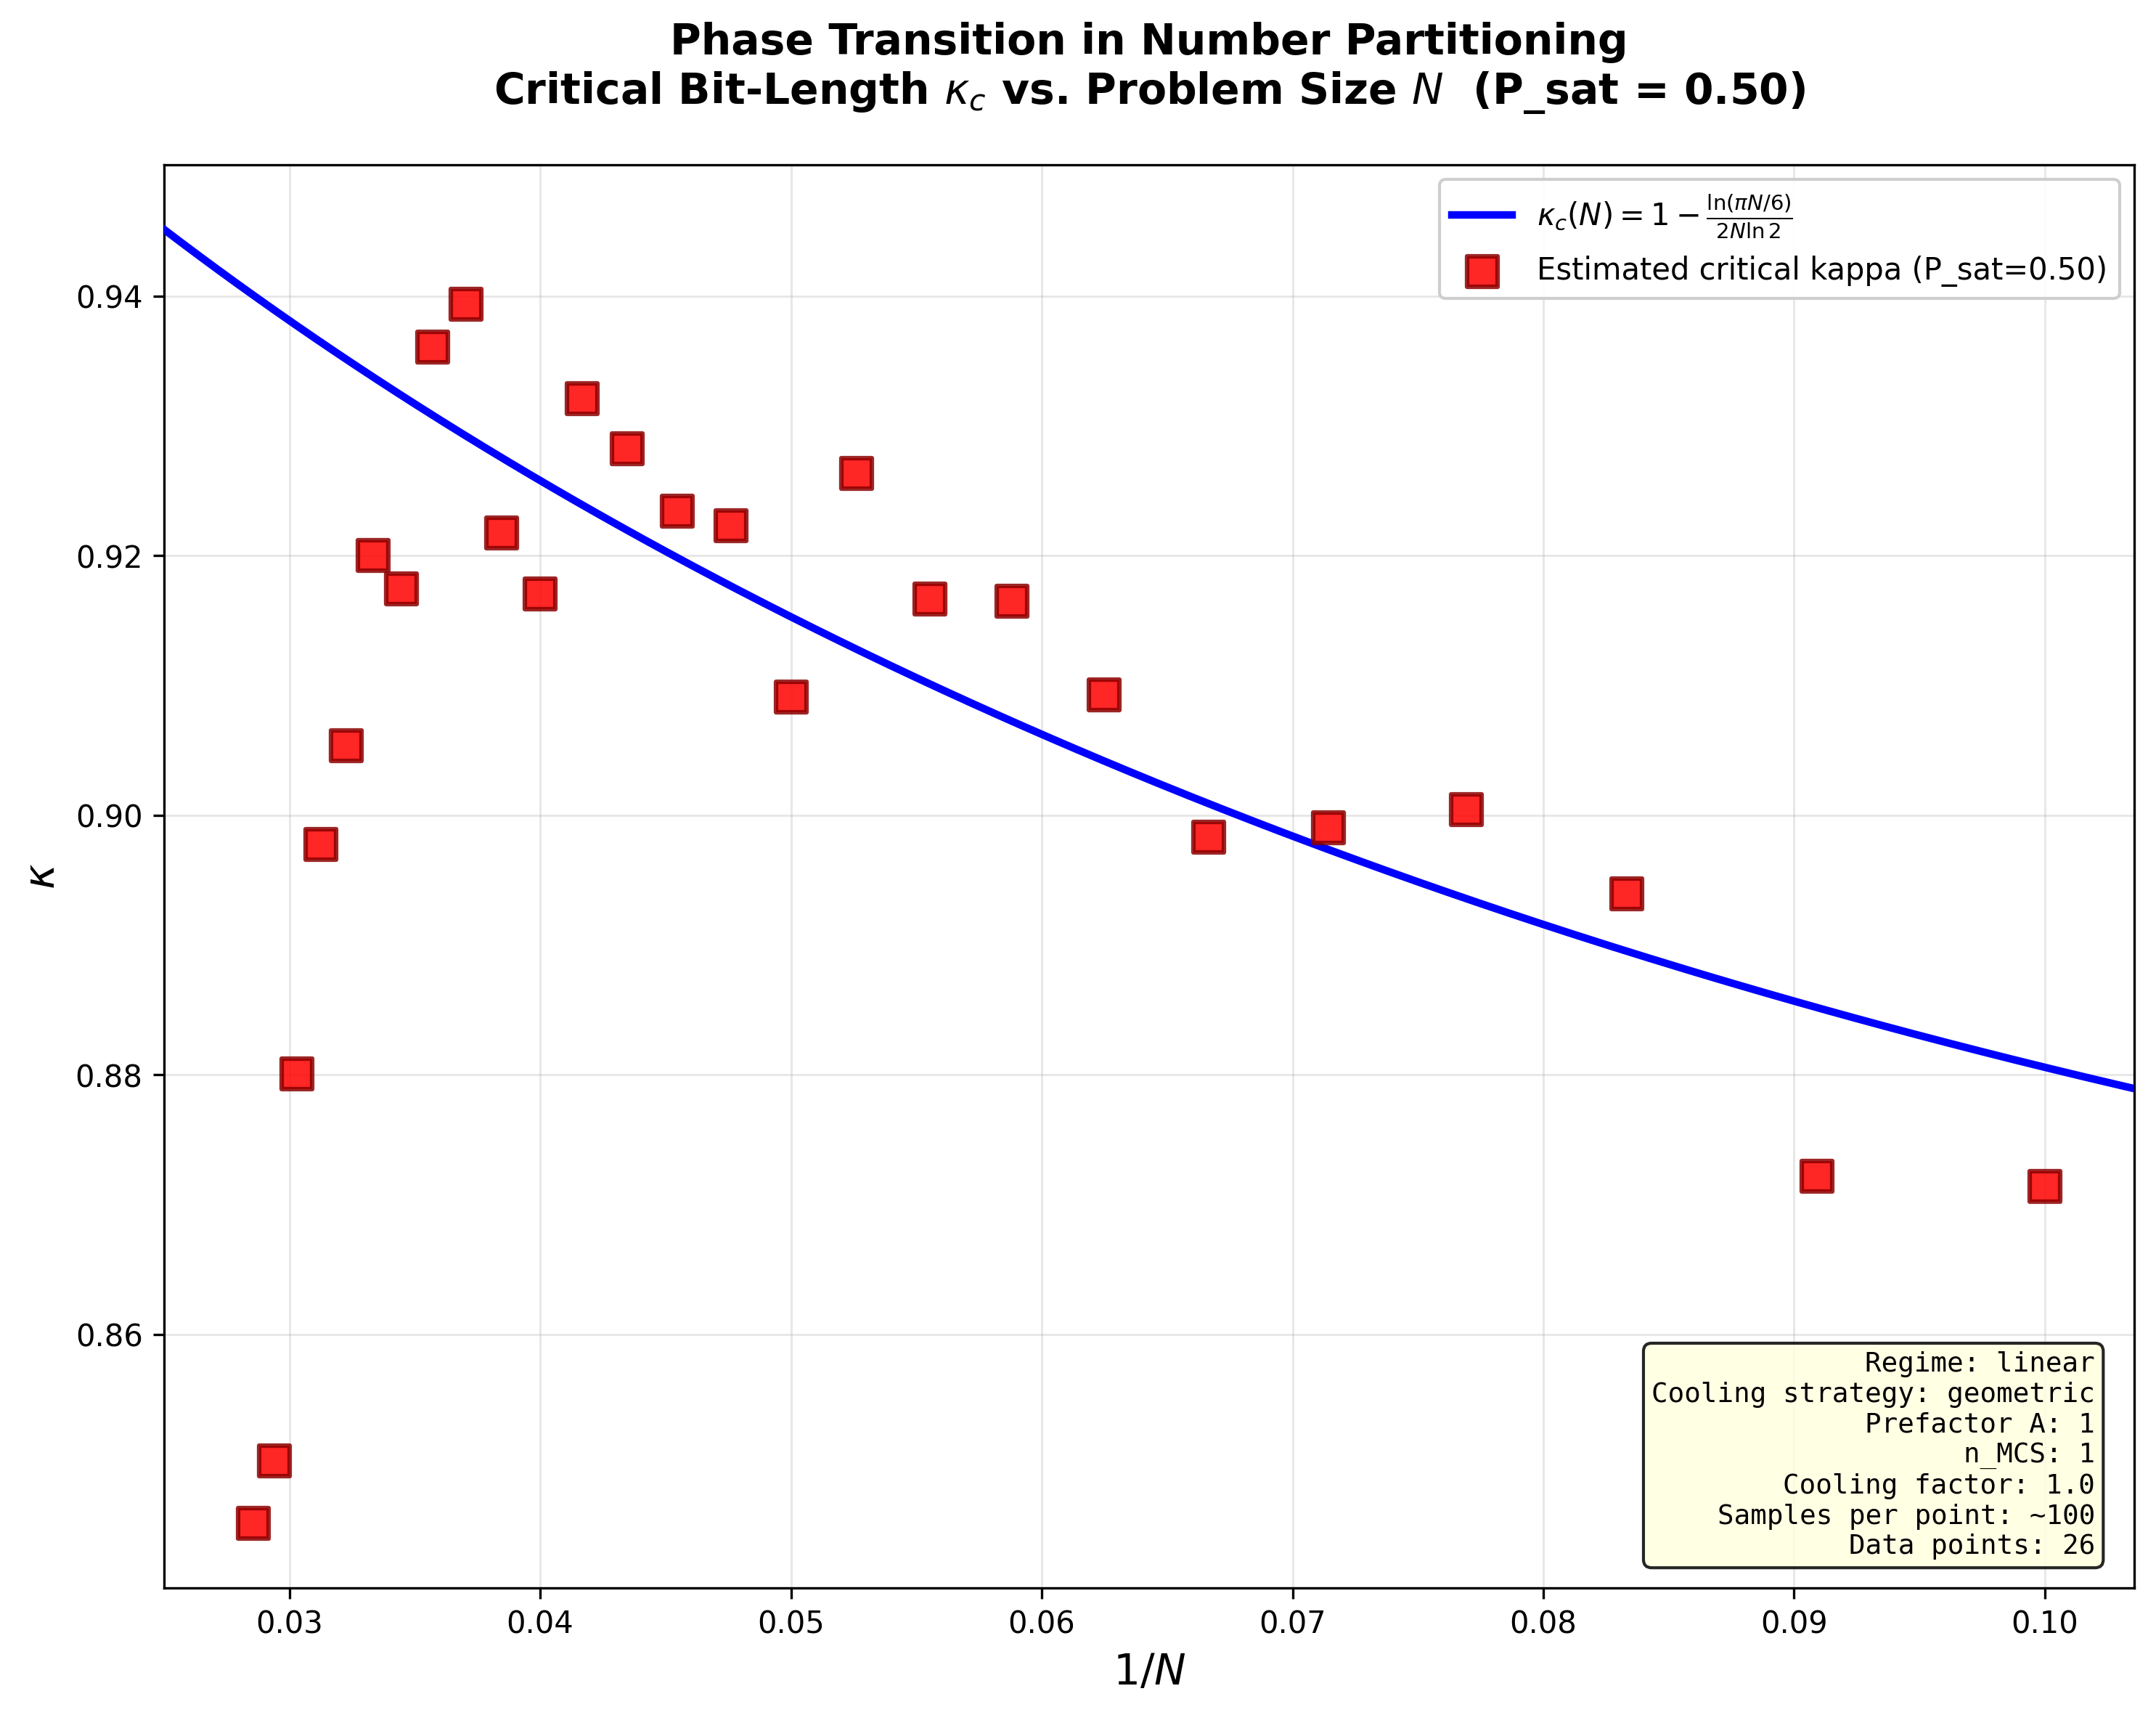 Phase Transition in Number Partitioning
Critical Bit-Length κc vs. Problem Size N (P_sat = 0.50)
κc(N) = 1 − ln(πN/6) / 2N ln 2
Estimated critical kappa (P_sat=0.50)
0.94
0.92
0.90
0.88
0.86
κ
Regime: linear
Cooling strategy: geometric
Prefactor A: 1
n_MCS: 1
Cooling factor: 1.0
Samples per point: ~100
Data points: 26
0.03 0.04 0.05 0.06 0.07 0.08 0.09 0.10
1/N